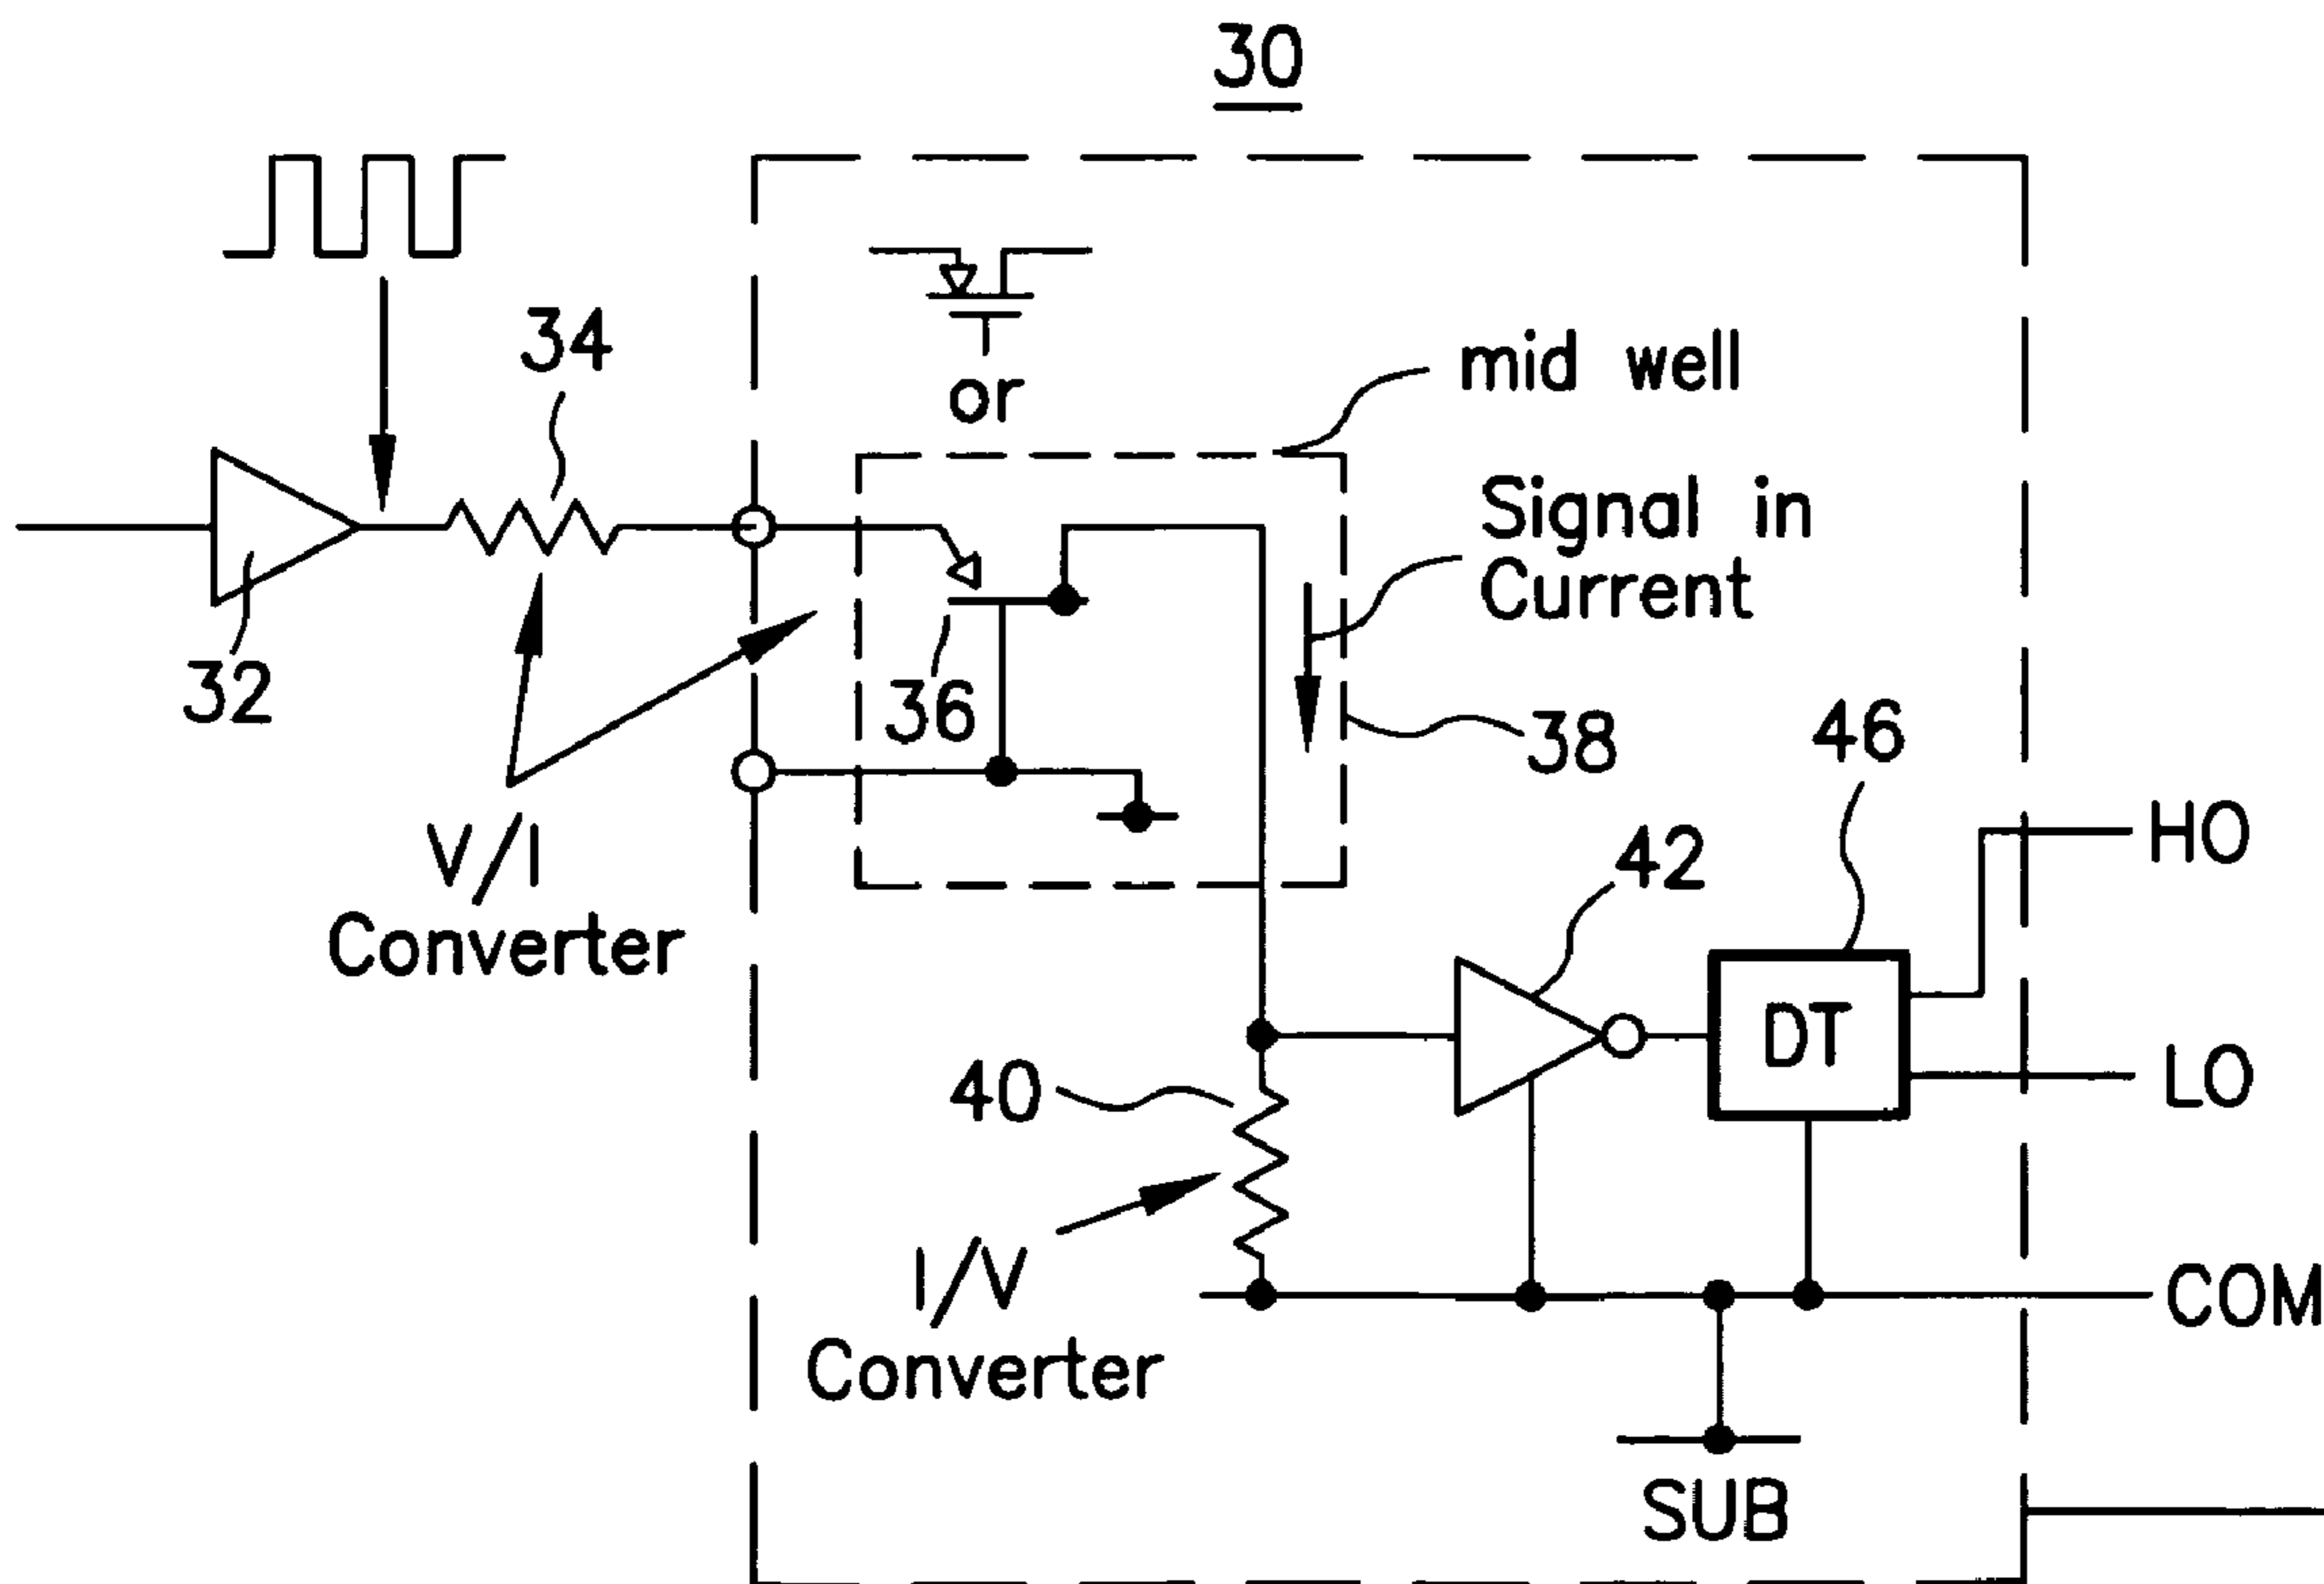 30
34
or
mid well
Signal in
Current
32
36
38
46
V/I
Converter
42
HO
DT
40
LO
I/V
Converter
COM
SUB